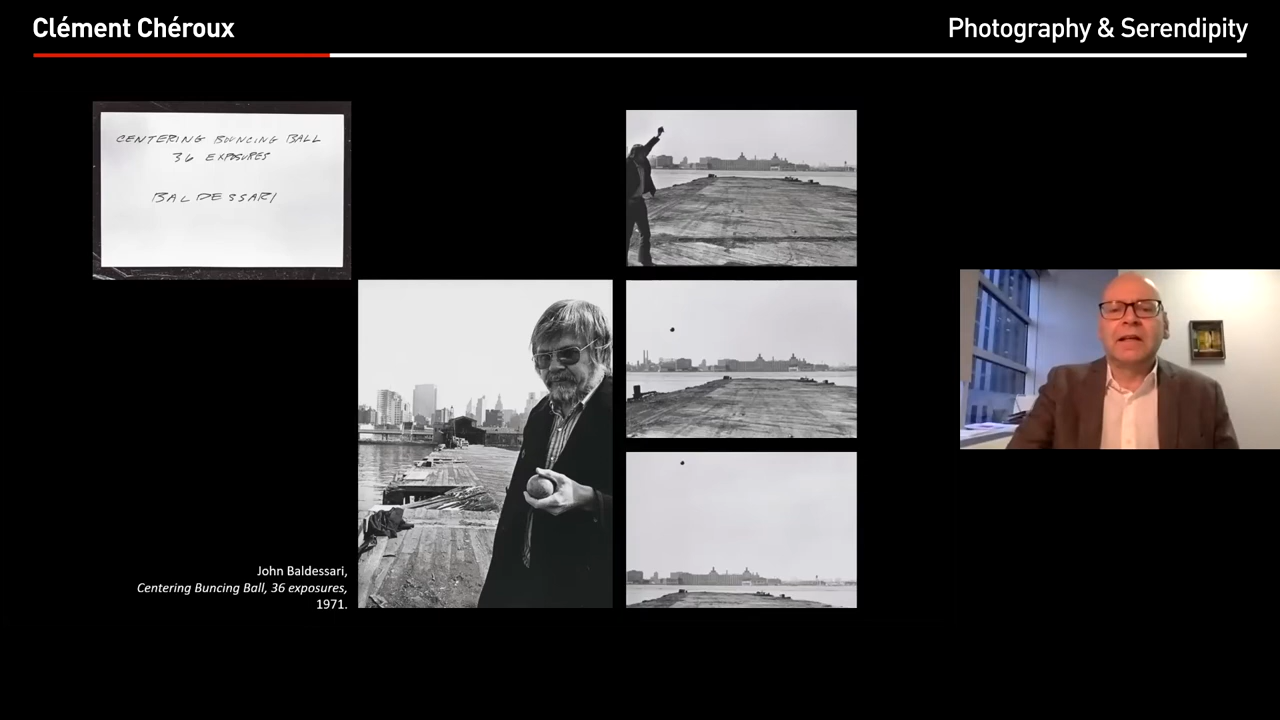 Clément Chéroux
Photography & Serendipity
CENTERING BOUNCING BALL
36 EXPOSURES
BALDESSARI
John Baldessari,
Centering Buncing Ball, 36 exposures,
1971.